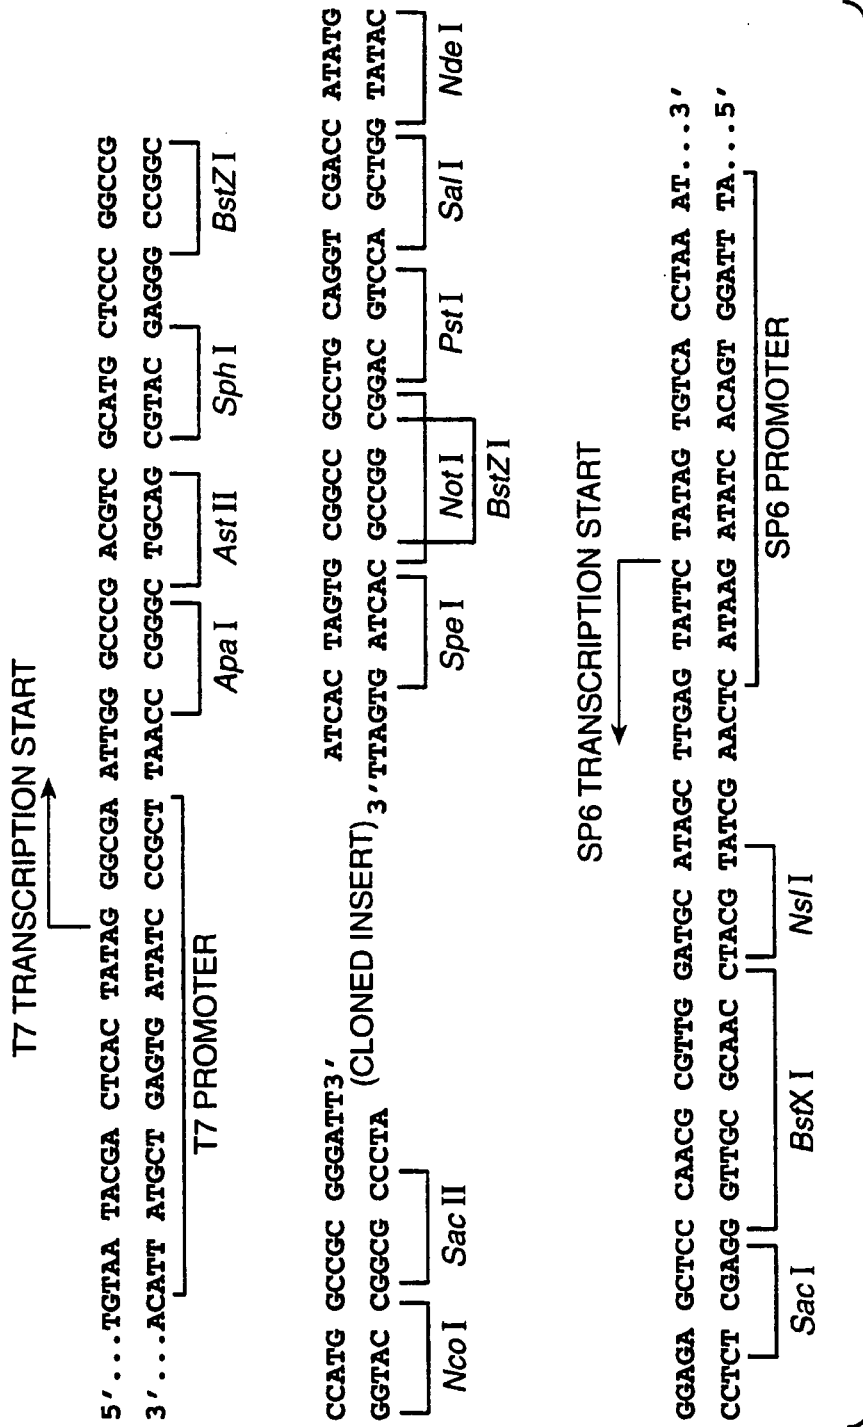 T7 TRANSCRIPTION START
5'...TGTAA TACGA CTCAC TATAG GGCGA ATTGG GCCCG ACGTC GCATG CTCCC GGCCG
3'...ACATT ATGCT GAGTG ATATC CCGCT TAACC CGGGC TGCAG CGTAC GAGGG CCGGC
T7 PROMOTER Apa I Ast II Sph I BstZ I
CCATG GCCGC GGGATT3' ATCAC TAGTG CGGCC GCCTG CAGGT CGACC ATATG
(CLONED INSERT)
GGTAC CGGCG CCCTA 3'TTAGTG ATCAC GCCGG CGGAC GTCCA GCTGG TATAC
Nco I Sac II Spe I Not I Pst I Sal I Nde I
BstZ I
SP6 TRANSCRIPTION START
GGAGA GCTCC CAACG CGTTG GATGC ATAGC TTGAG TATTC TATAG TGTCA CCTAA AT...3'
CCTCT CGAGG GTTGC GCAAC CTACG TATCG AACTC ATAAG ATATC ACAGT GGATT TA...5'
Sac I BstX I Nsl I SP6 PROMOTER